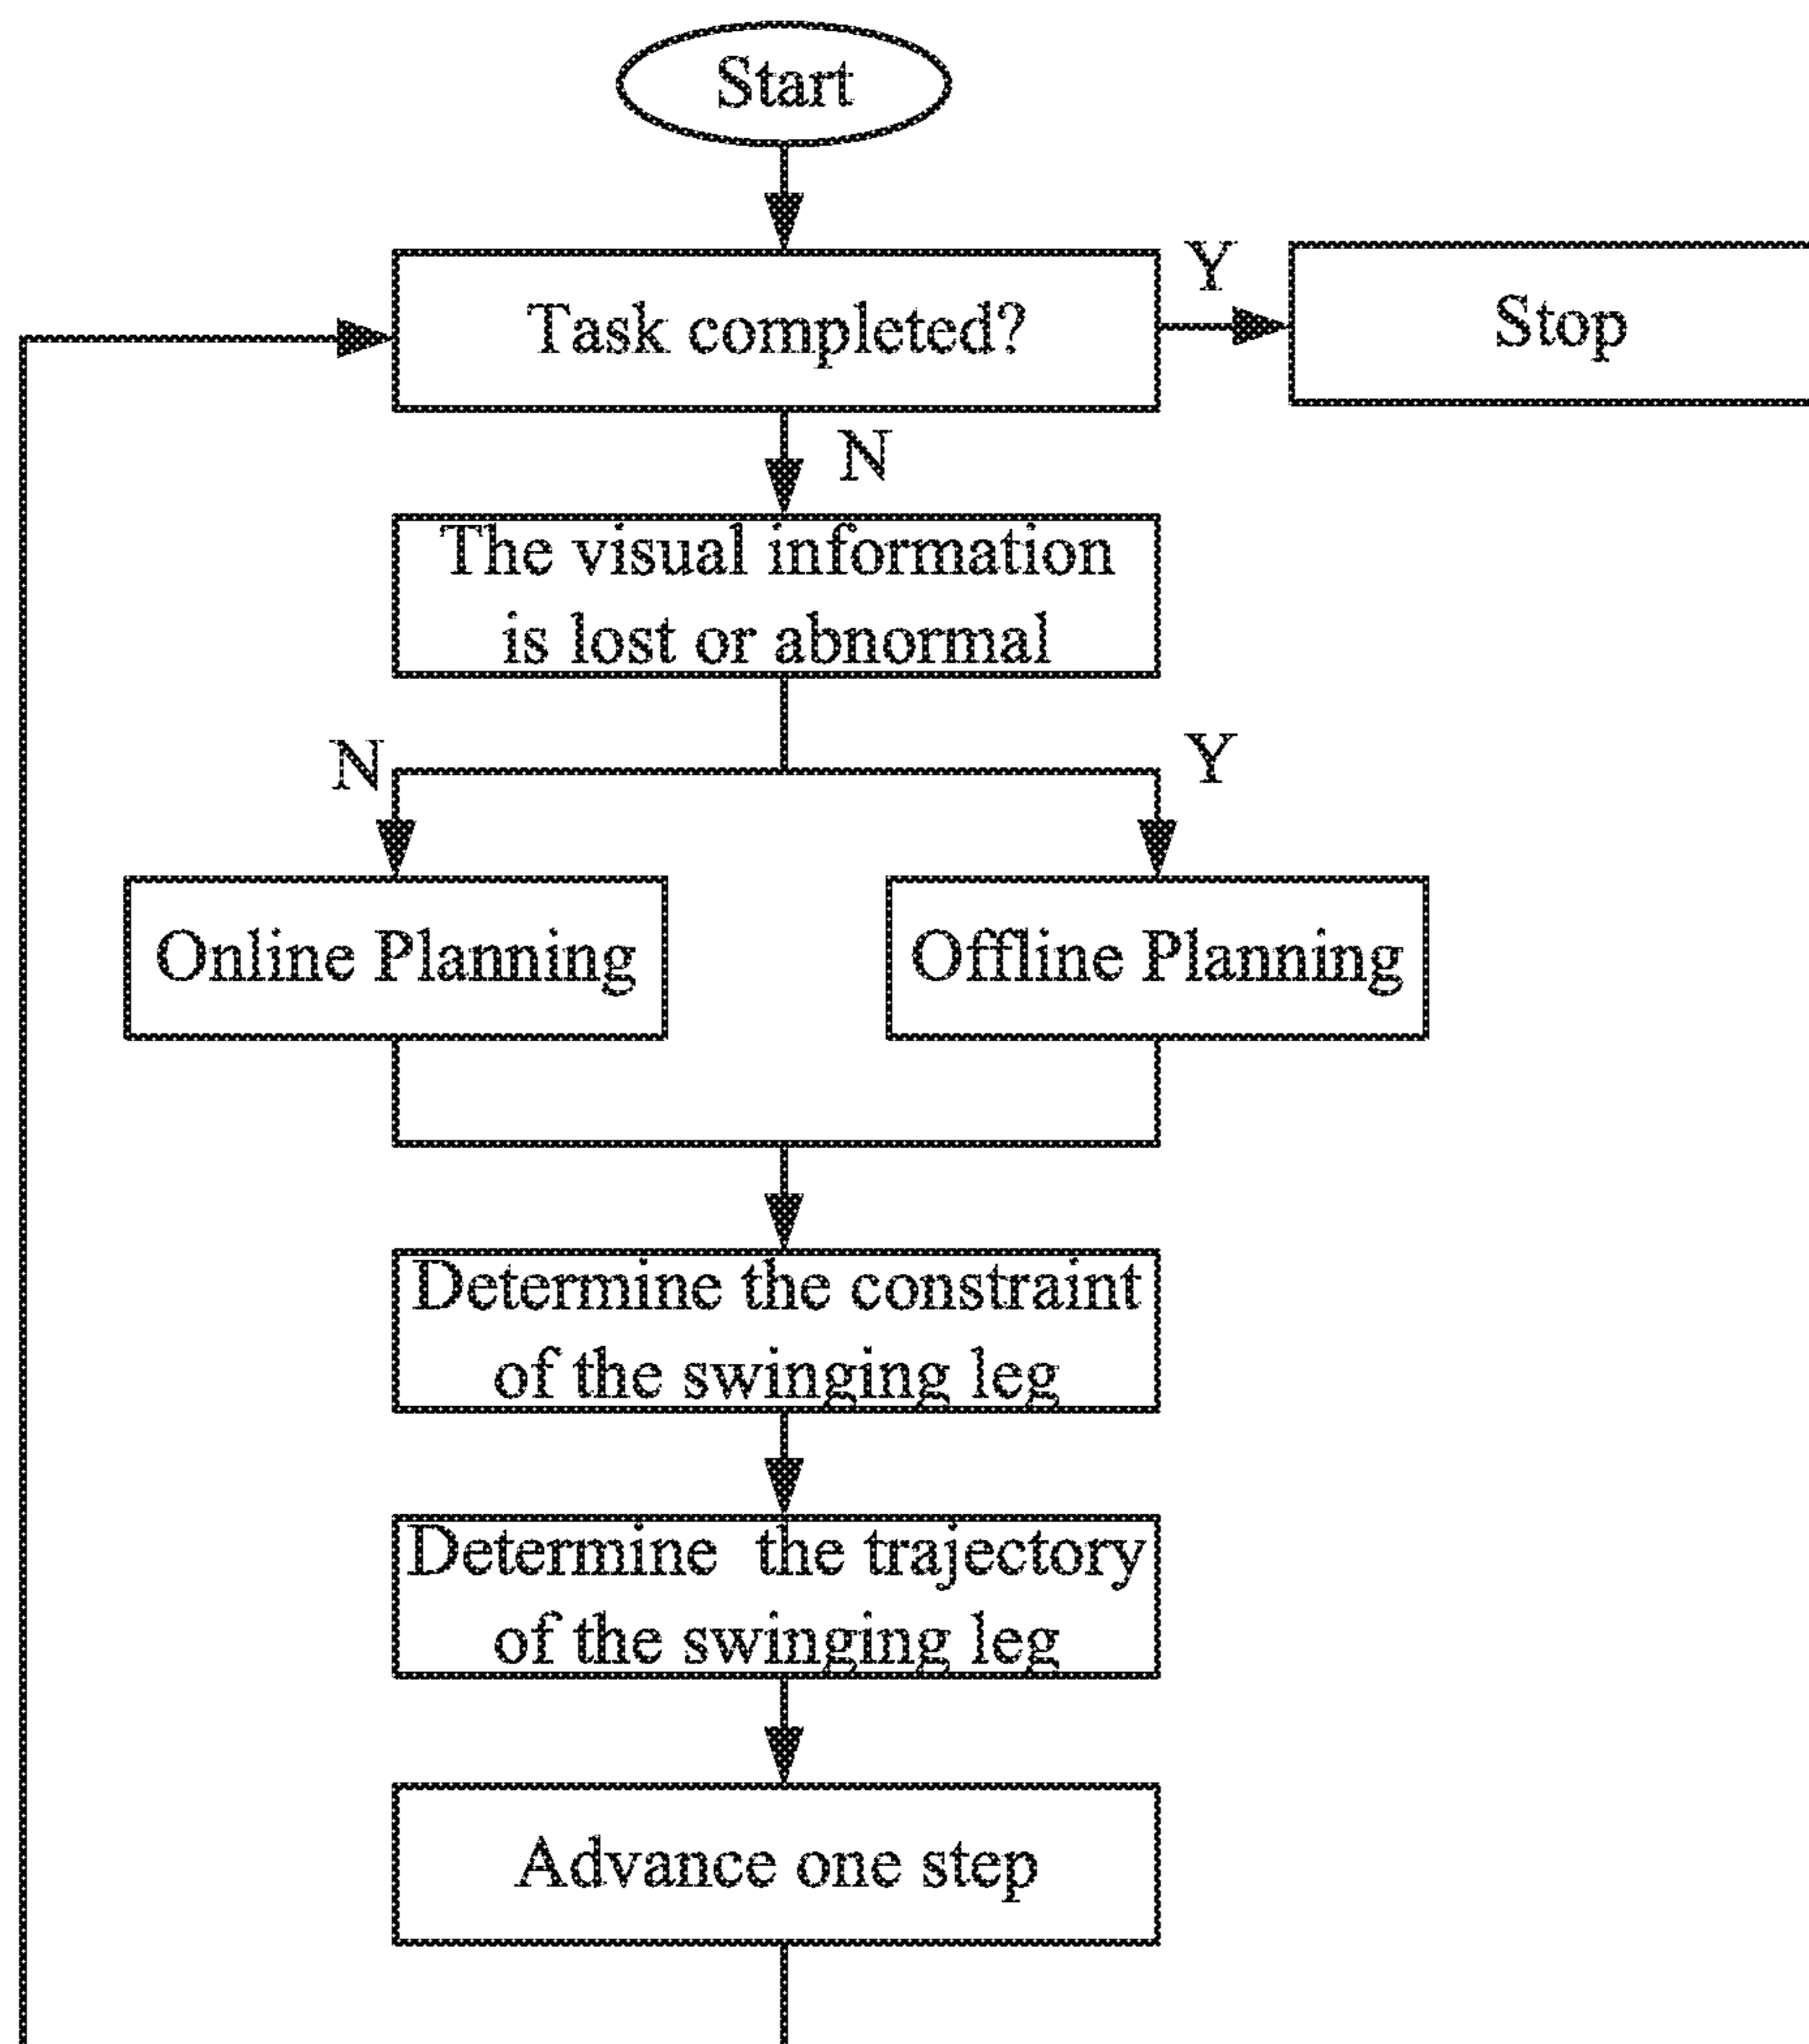 Start
Task completed?
Y
Stop
N
The visual information
is lost or abnormal
N
Y
Online Planning
Offline Planning
Determine the constraint
of the swinging leg
Determine the trajectory
of the swinging leg
Advance one step